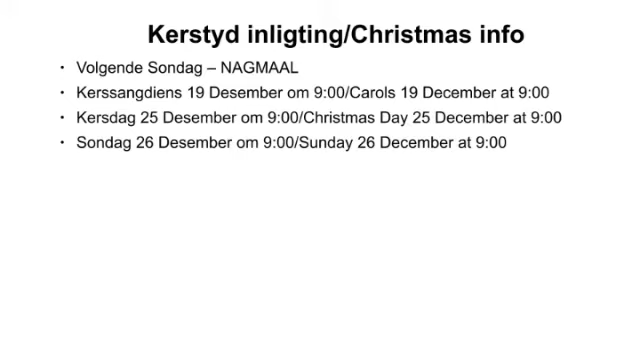 Kerstyd inligting/Christmas info
• Volgende Sondag – NAGMAAL
• Kerssangdiens 19 Desember om 9:00/Carols 19 December at 9:00
• Kersdag 25 Desember om 9:00/Christmas Day 25 December at 9:00
• Sondag 26 Desember om 9:00/Sunday 26 December at 9:00